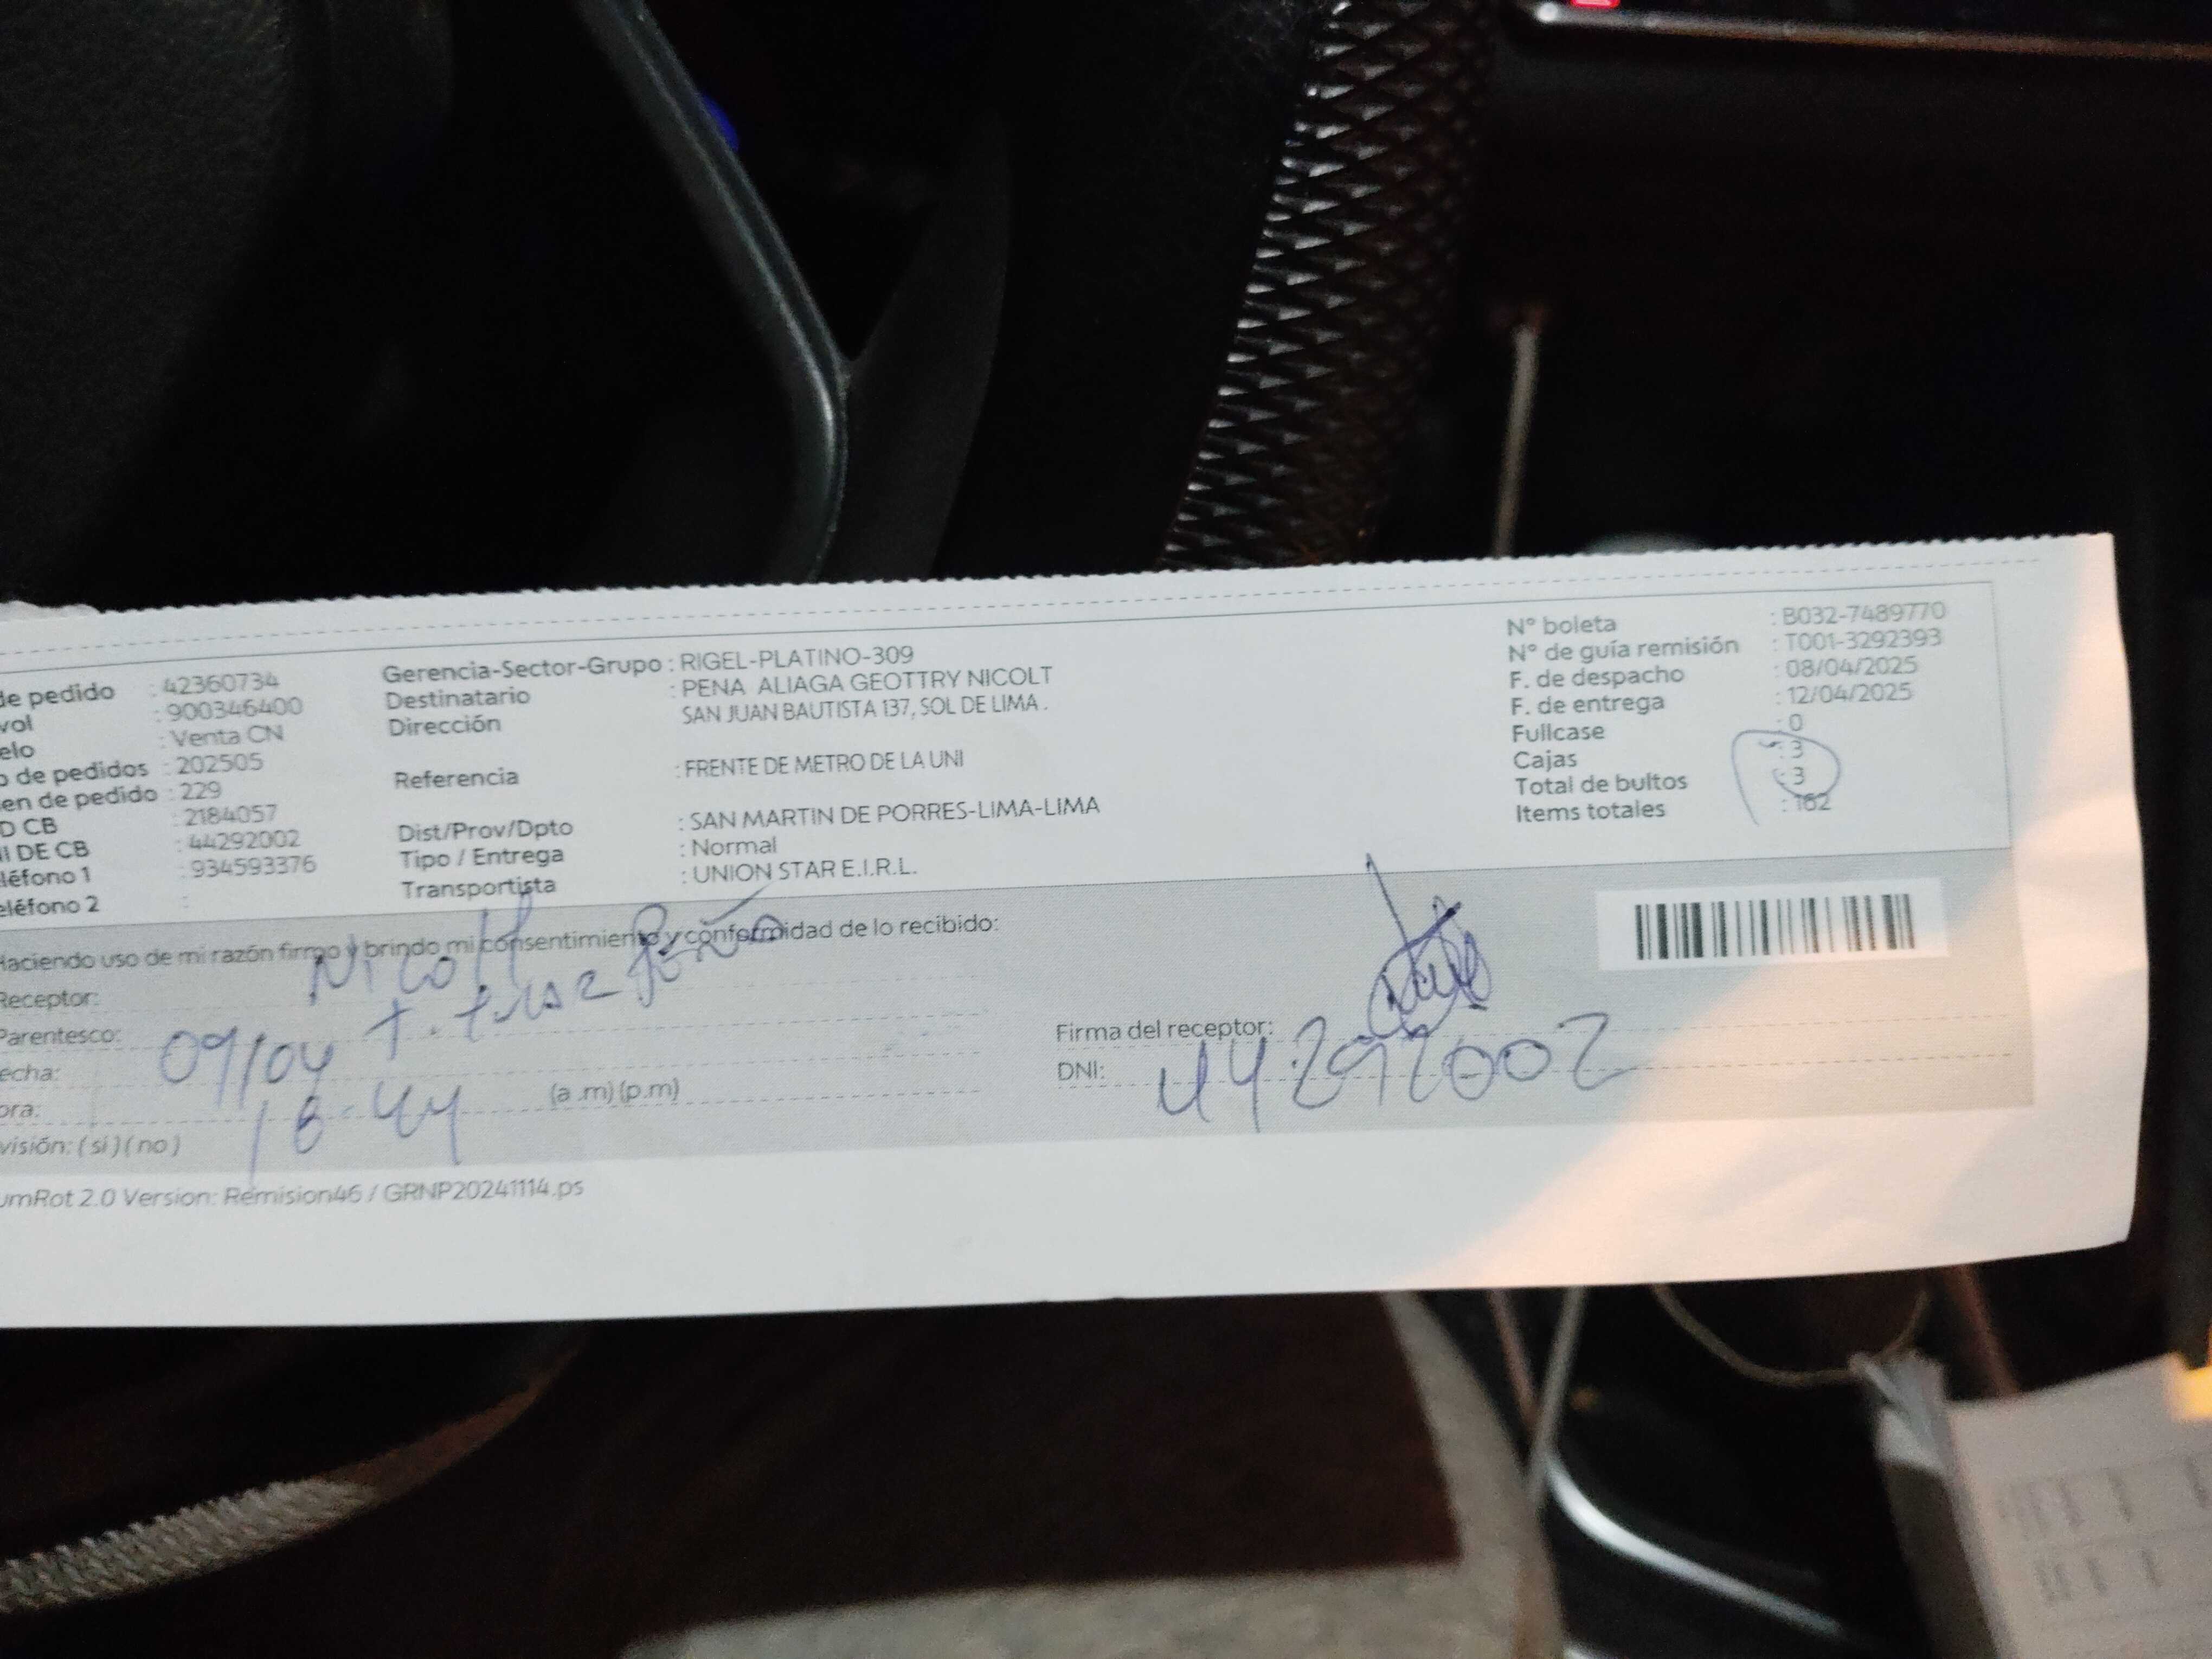 de pedido : 42360734
vol : 900346400
elo : Venta CN
o de pedidos : 202505
en de pedido : 229
D CB : 2184057
NI DE CB : 44292002
eléfono 1 : 934593376
eléfono 2 :
Gerencia-Sector-Grupo : RIGEL-PLATINO-309
Destinatario : PENA ALIAGA GEOTTRY NICOLT
Dirección SAN JUAN BAUTISTA 137, SOL DE LIMA .
Referencia : FRENTE DE METRO DE LA UNI
Dist/Prov/Dpto : SAN MARTIN DE PORRES-LIMA-LIMA
Tipo / Entrega : Normal
Transportista : UNION STAR E.I.R.L.
N° boleta : B032-7489770
N° de guía remisión : T001-3292393
F. de despacho : 08/04/2025
F. de entrega : 12/04/2025
Fullcase : 0
Cajas : 3
Total de bultos : 3
Items totales : 162
Haciendo uso de mi razón firmo y brindo mi consentimiento y conformidad de lo recibido:
Receptor: Nicolt Peña
Parentesco:
echa: 09/04
ora: 18:44 (a .m) (p.m)
visión: ( si ) ( no )
Firma del receptor:
DNI: 44292002
umRot 2.0 Version: Remision46 / GRNP20241114.ps